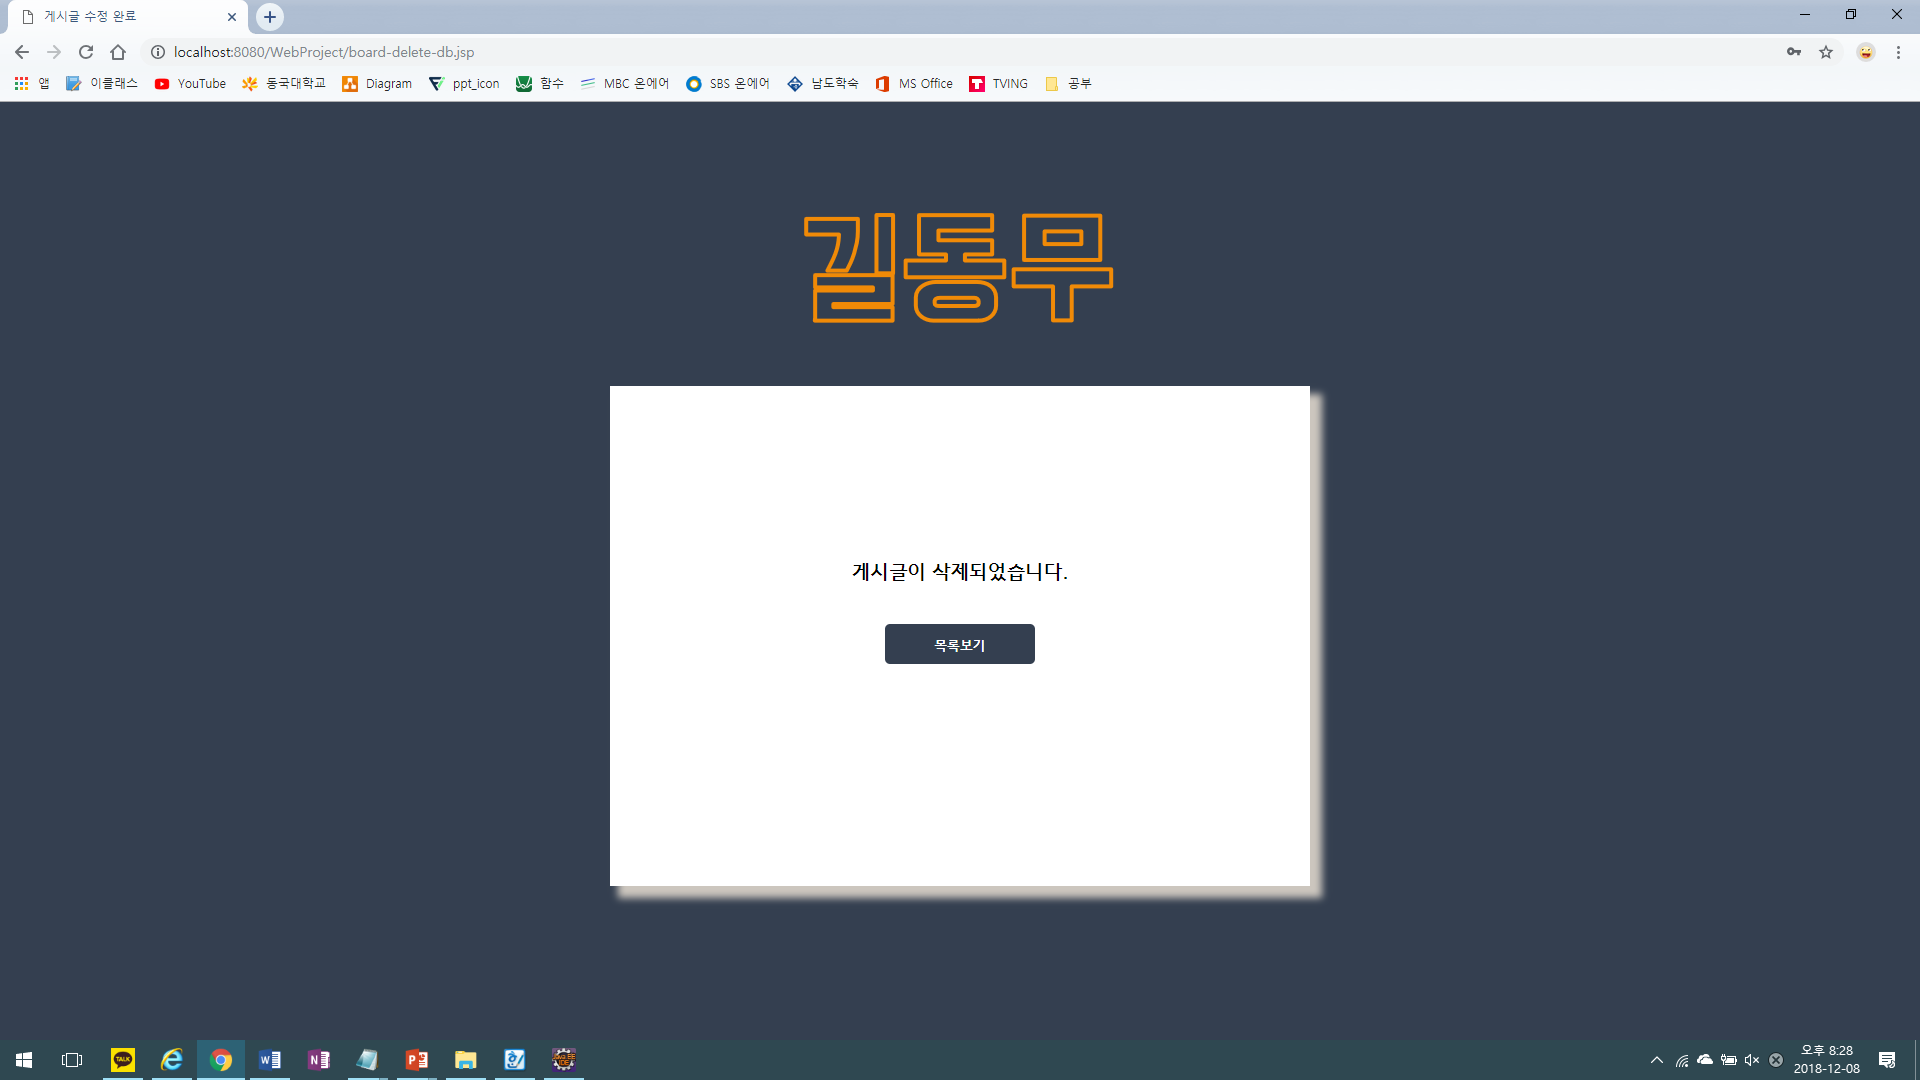 게시글 수정 완료
localhost:8080/WebProject/board-delete-db.jsp
앱 이클래스 YouTube 동국대학교 Diagram ppt_icon 함수 MBC 온에어 SBS 온에어 남도학숙 MS Office TVING 공부
길동무
게시글이 삭제되었습니다.
목록보기
TALK
오후 8:28
2018-12-08